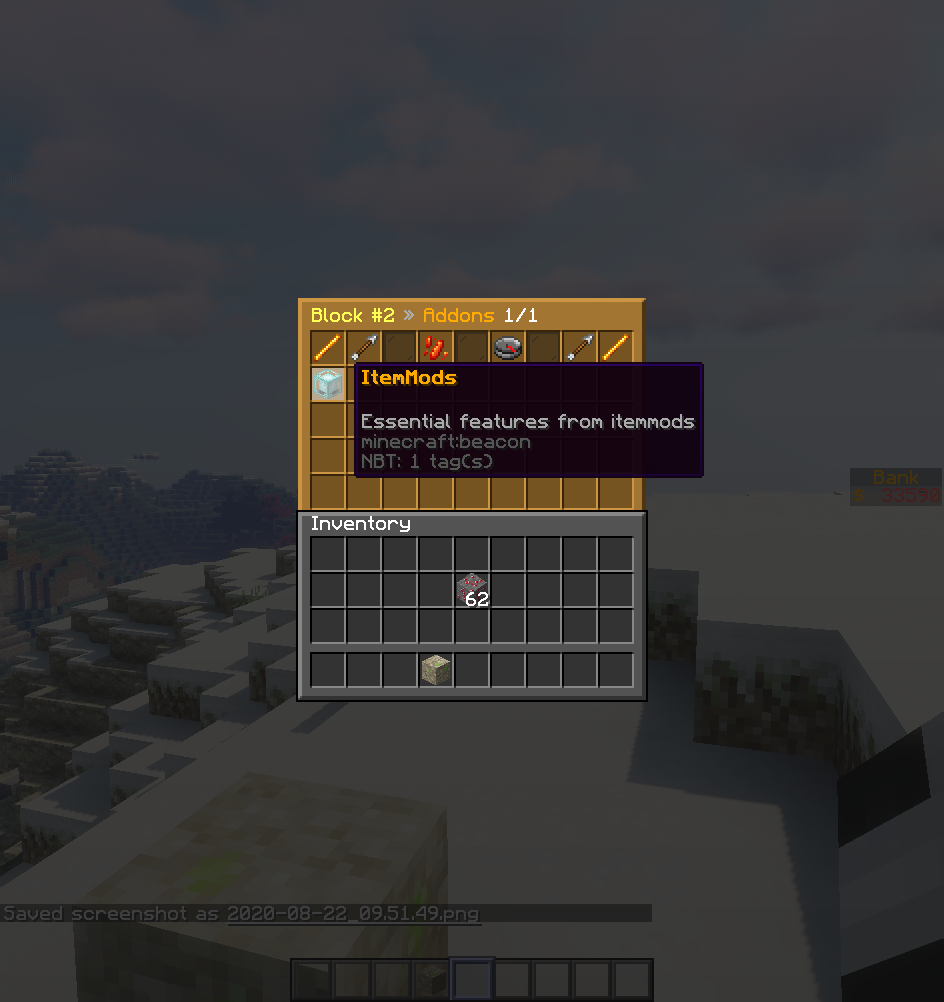 Block #2 » Addons 1/1
ItemMods
Essential features from itemmods
minecraft:beacon
NBT: 1 tag(s)
Bank
$ 33590
Inventory
62
Saved screenshot as 2020-08-22_09.51.49.png